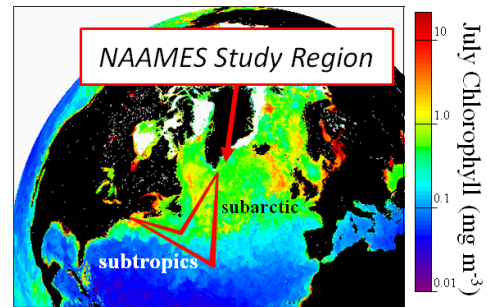 NAAMES Study Region
subarctic
subtropics
10
1.0
0.1
0.01
July Chlorophyll (mg m-3)